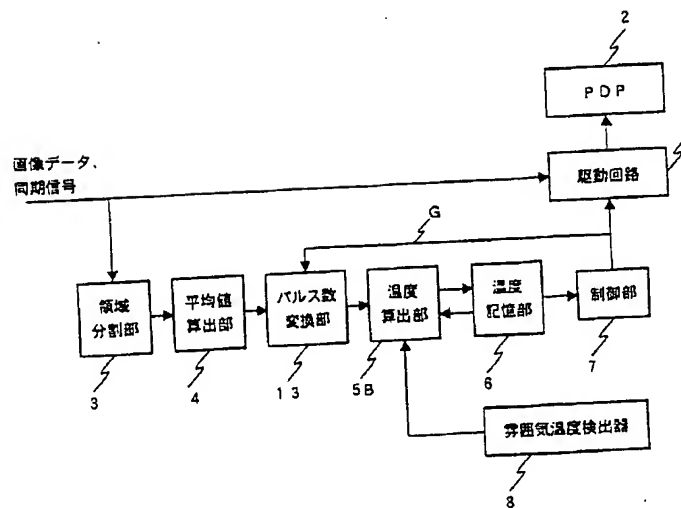 2
PDP
画像データ、
同期信号
駆動回路
G
領域
分割部
平均値
算出部
パルス数
変換部
温度
算出部
温度
記憶部
制御部
3
4
13
5B
6
7
雰囲気温度検出器
8